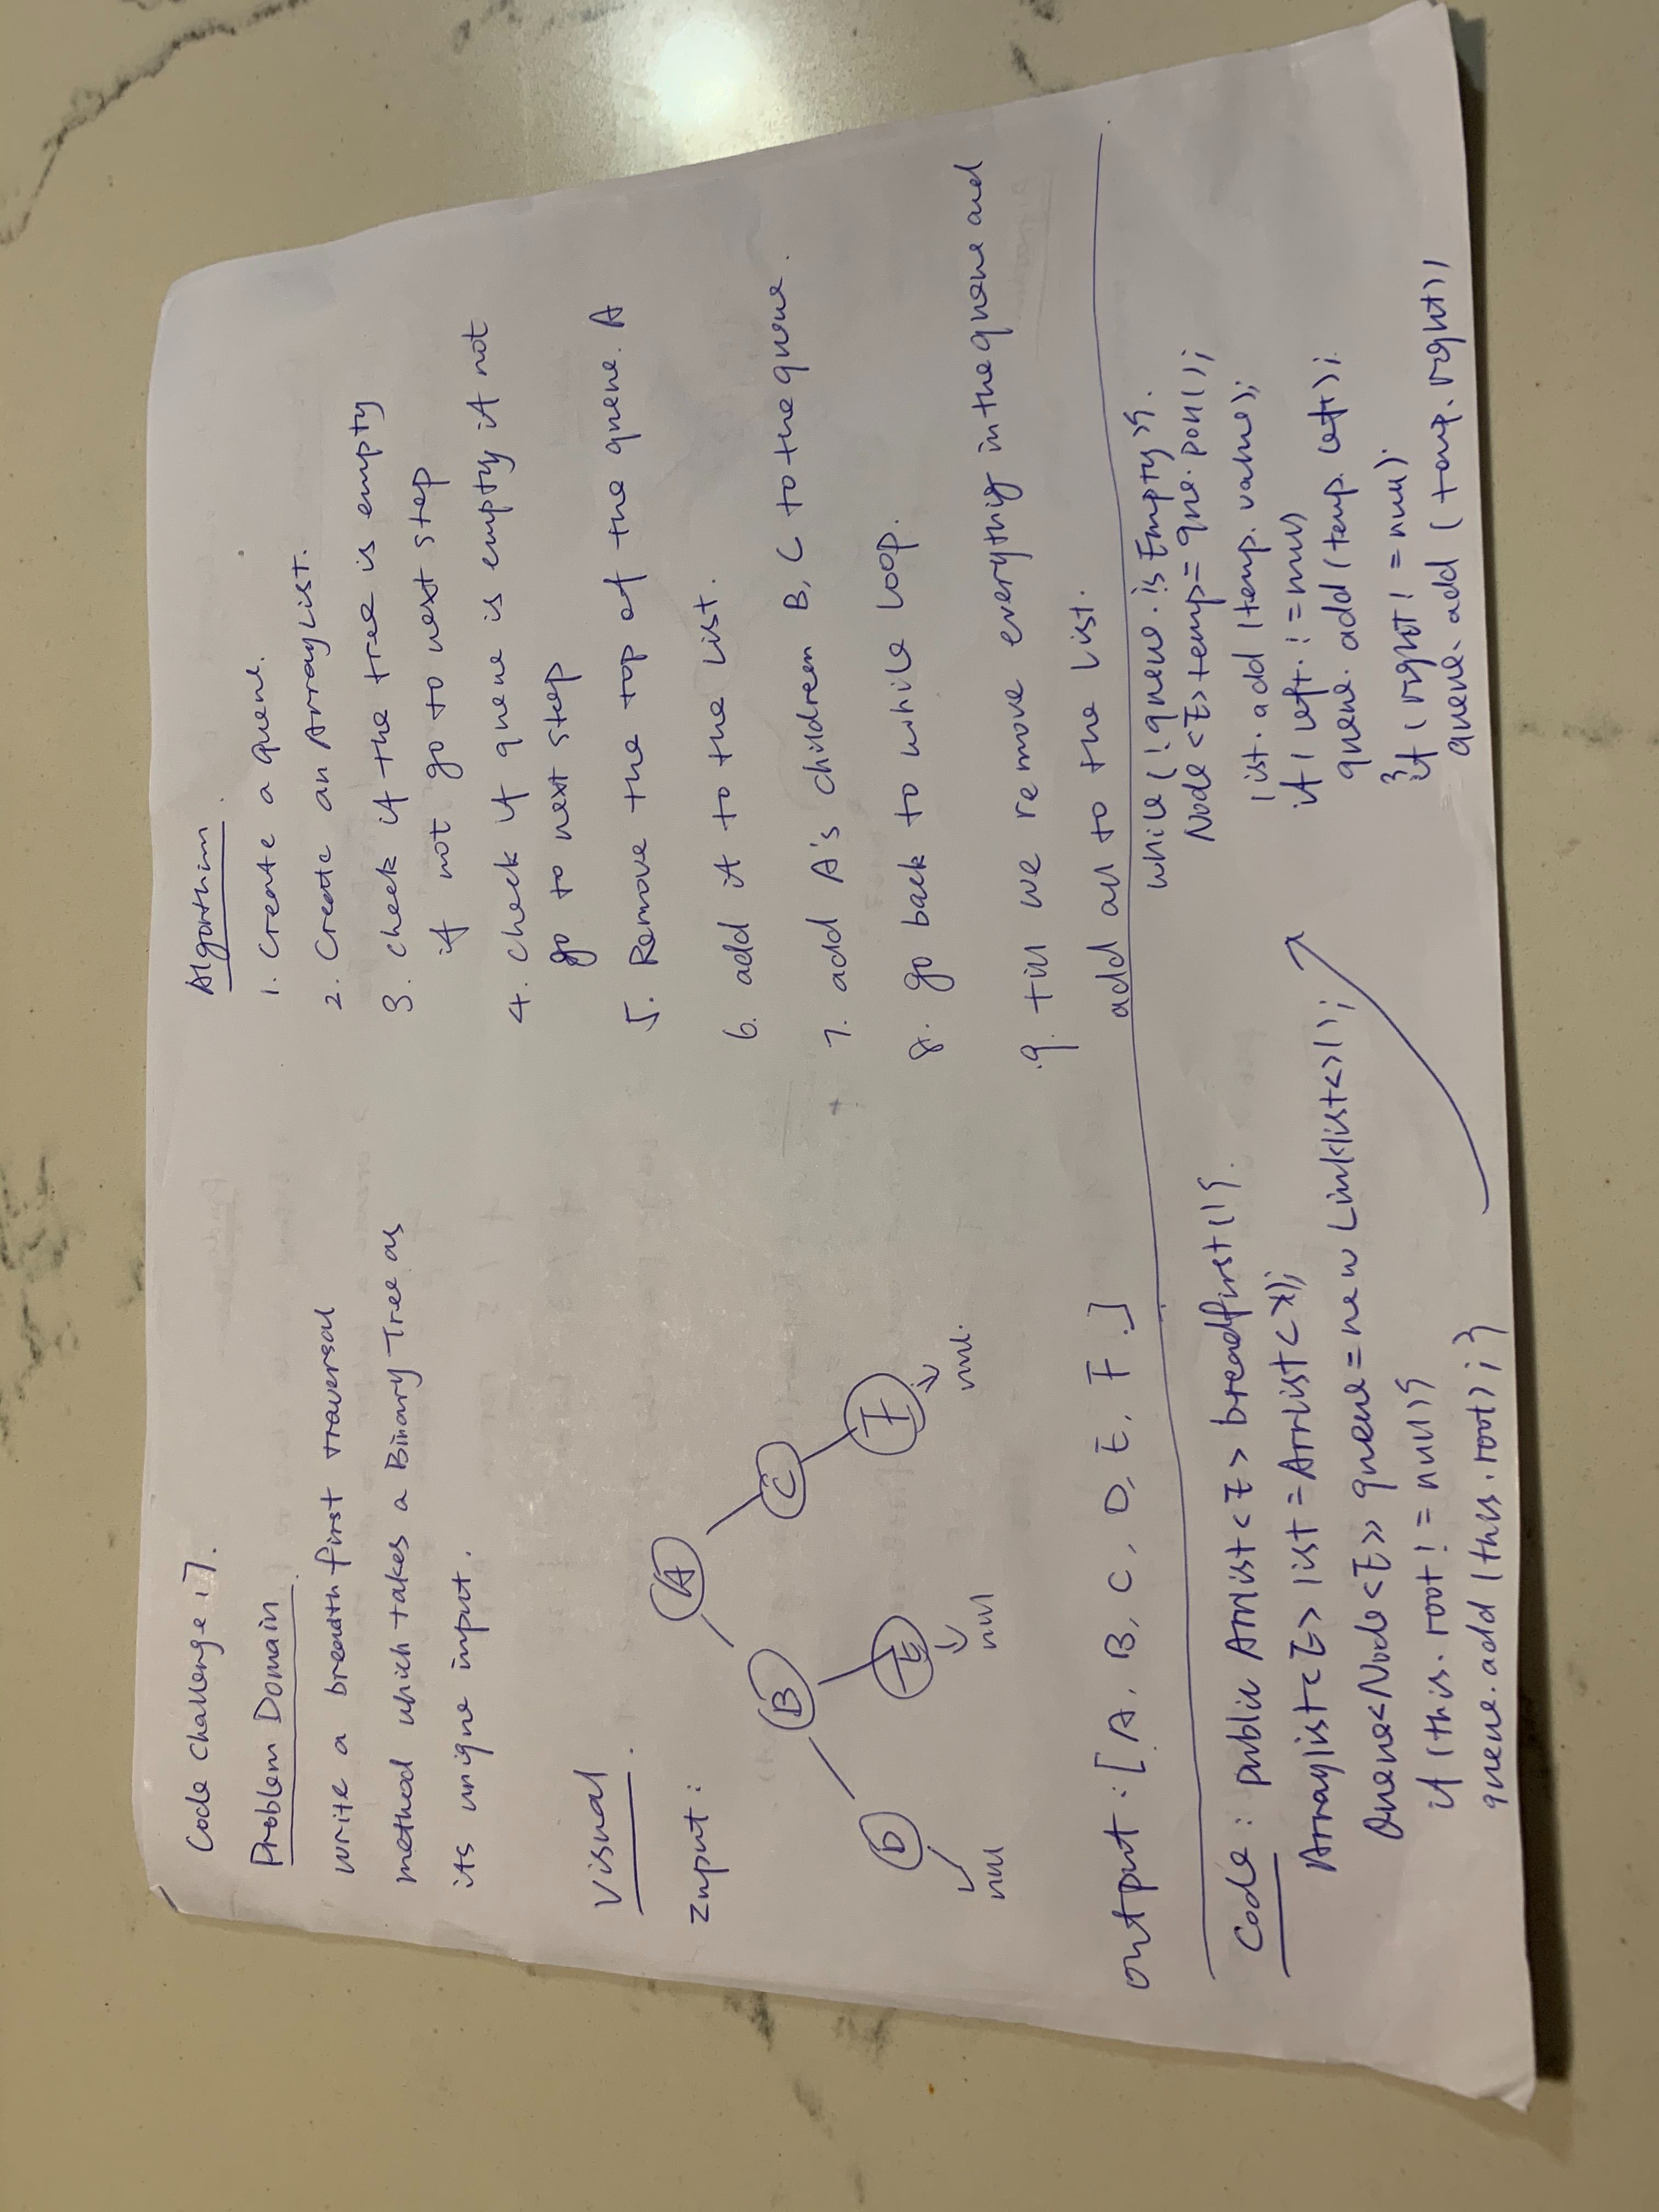 Code Challenge 17.
Problem Domain
write a breadth first traversal
method which takes a Binary Tree as
its unique input.
Visual.
Input:
A
B
C
D
E
F
null
null
null.
output: [A, B, C, D, E, F.]
Algorthim.
1. Create a queue.
2. Create an ArrayList.
3. check if the tree is empty
if not go to next step
4. check if queue is empty if not
go to next step
5. Remove the top of the queue. A
6. add it to the list.
7. add A's children B, C to the queue.
8. go back to while loop.
9. till we remove everything in the queue and
add all to the list.
Code: public Arrlist<E> breadfirst(){.
Arraylist<E> list = Arrlist<>();
Queue<Node<E>> queue = new Linklist<>();
if (this.root != null){
queue.add(this.root);}
while (!queue.isEmpty){.
Node<E> temp = que.poll();
list.add(temp.value);
if (left != null)
queue.add(temp.left);
}
if (right != null).
queue.add(temp.right))